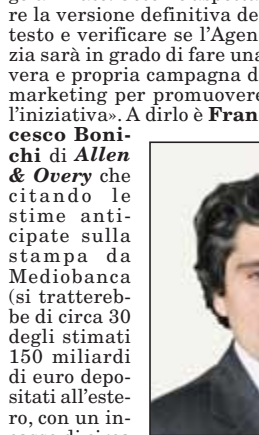 re la versione definitiva de
testo e verificare se l'Agen
zia sarà in grado di fare una
vera e propria campagna d
marketing per promuovere
l'iniziativa». A dirlo è Fran
cesco Boni-
chi di Allen
& Overy che
citando le
stime anti-
cipate sulla
stampa da
Mediobanca
(si trattereb-
be di circa 30
degli stimati
150 miliardi
di euro depo-
sitati all'este-
ro, con un in-